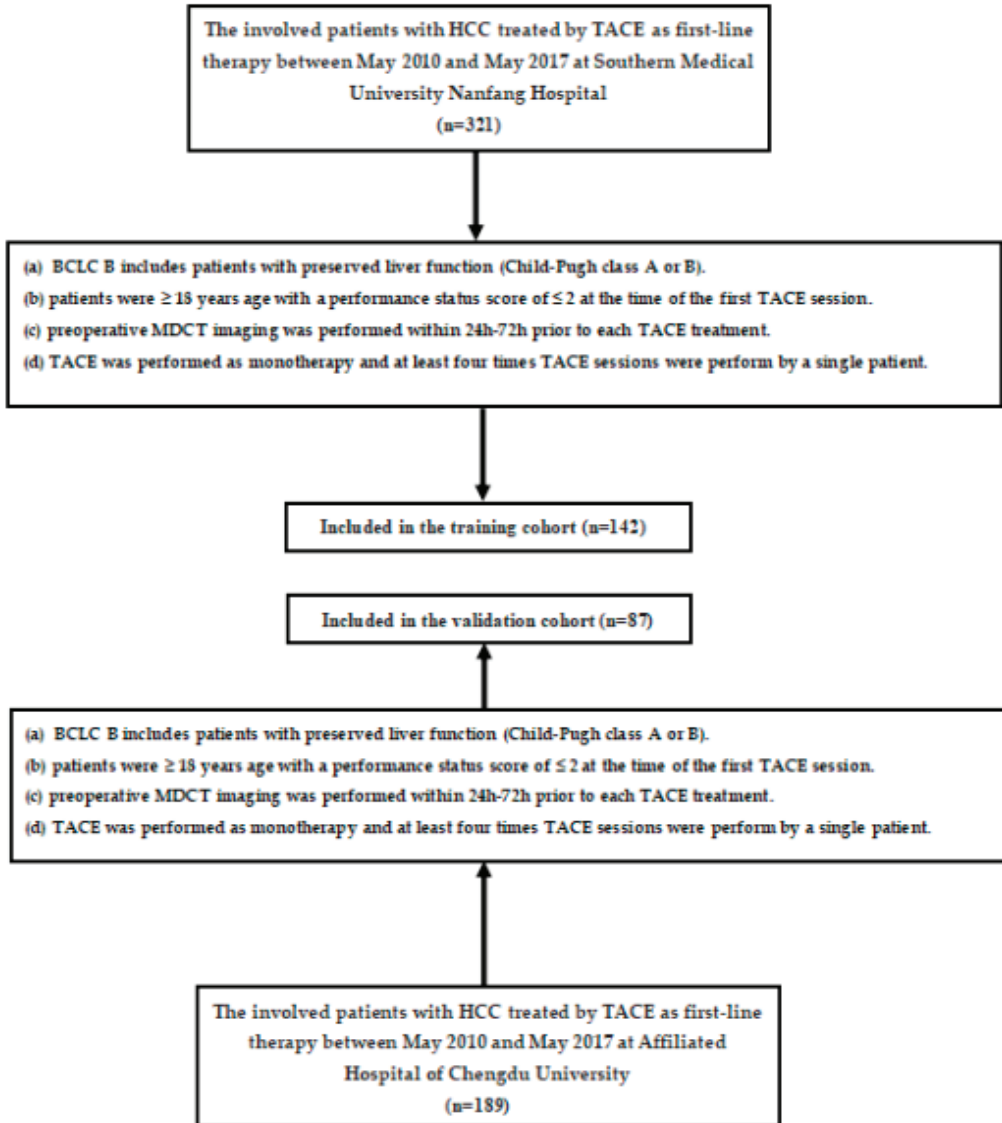 The involved patients with HCC treated by TACE as first-line
therapy between May 2010 and May 2017 at Southern Medical
University Nanfang Hospital
(n=321)
(a) BCLC B includes patients with preserved liver function (Child-Pugh class A or B).
(b) patients were ≥ 18 years age with a performance status score of ≤ 2 at the time of the first TACE session.
(c) preoperative MDCT imaging was performed within 24h-72h prior to each TACE treatment.
(d) TACE was performed as monotherapy and at least four times TACE sessions were perform by a single patient.
Included in the training cohort (n=142)
Included in the validation cohort (n=87)
(a) BCLC B includes patients with preserved liver function (Child-Pugh class A or B).
(b) patients were ≥ 18 years age with a performance status score of ≤ 2 at the time of the first TACE session.
(c) preoperative MDCT imaging was performed within 24h-72h prior to each TACE treatment.
(d) TACE was performed as monotherapy and at least four times TACE sessions were perform by a single patient.
The involved patients with HCC treated by TACE as first-line
therapy between May 2010 and May 2017 at Affiliated
Hospital of Chengdu University
(n=189)